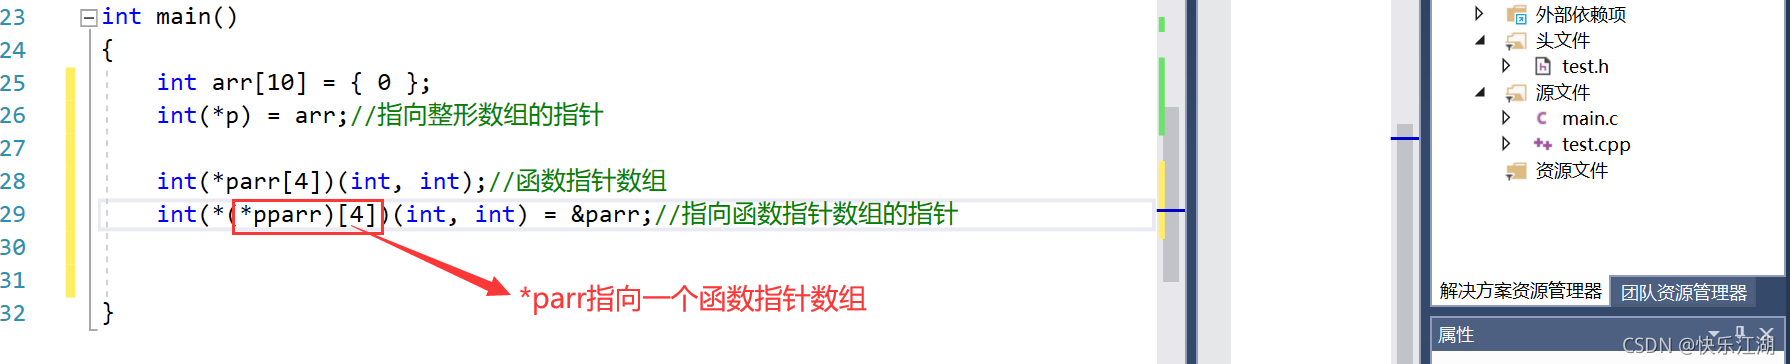 23 int main()
24 {
25 int arr[10] = { 0 };
26 int(*p) = arr;//指向整形数组的指针
27
28 int(*parr[4])(int, int);//函数指针数组
29 int(*(*pparr)[4])(int, int) = &parr;//指向函数指针数组的指针
30
*parr指向一个函数指针数组
31
32 }
外部依赖项
头文件
test.h
源文件
main.c
test.cpp
资源文件
解决方案资源管理器 团队资源管理器
属性
CSDN @快乐江湖